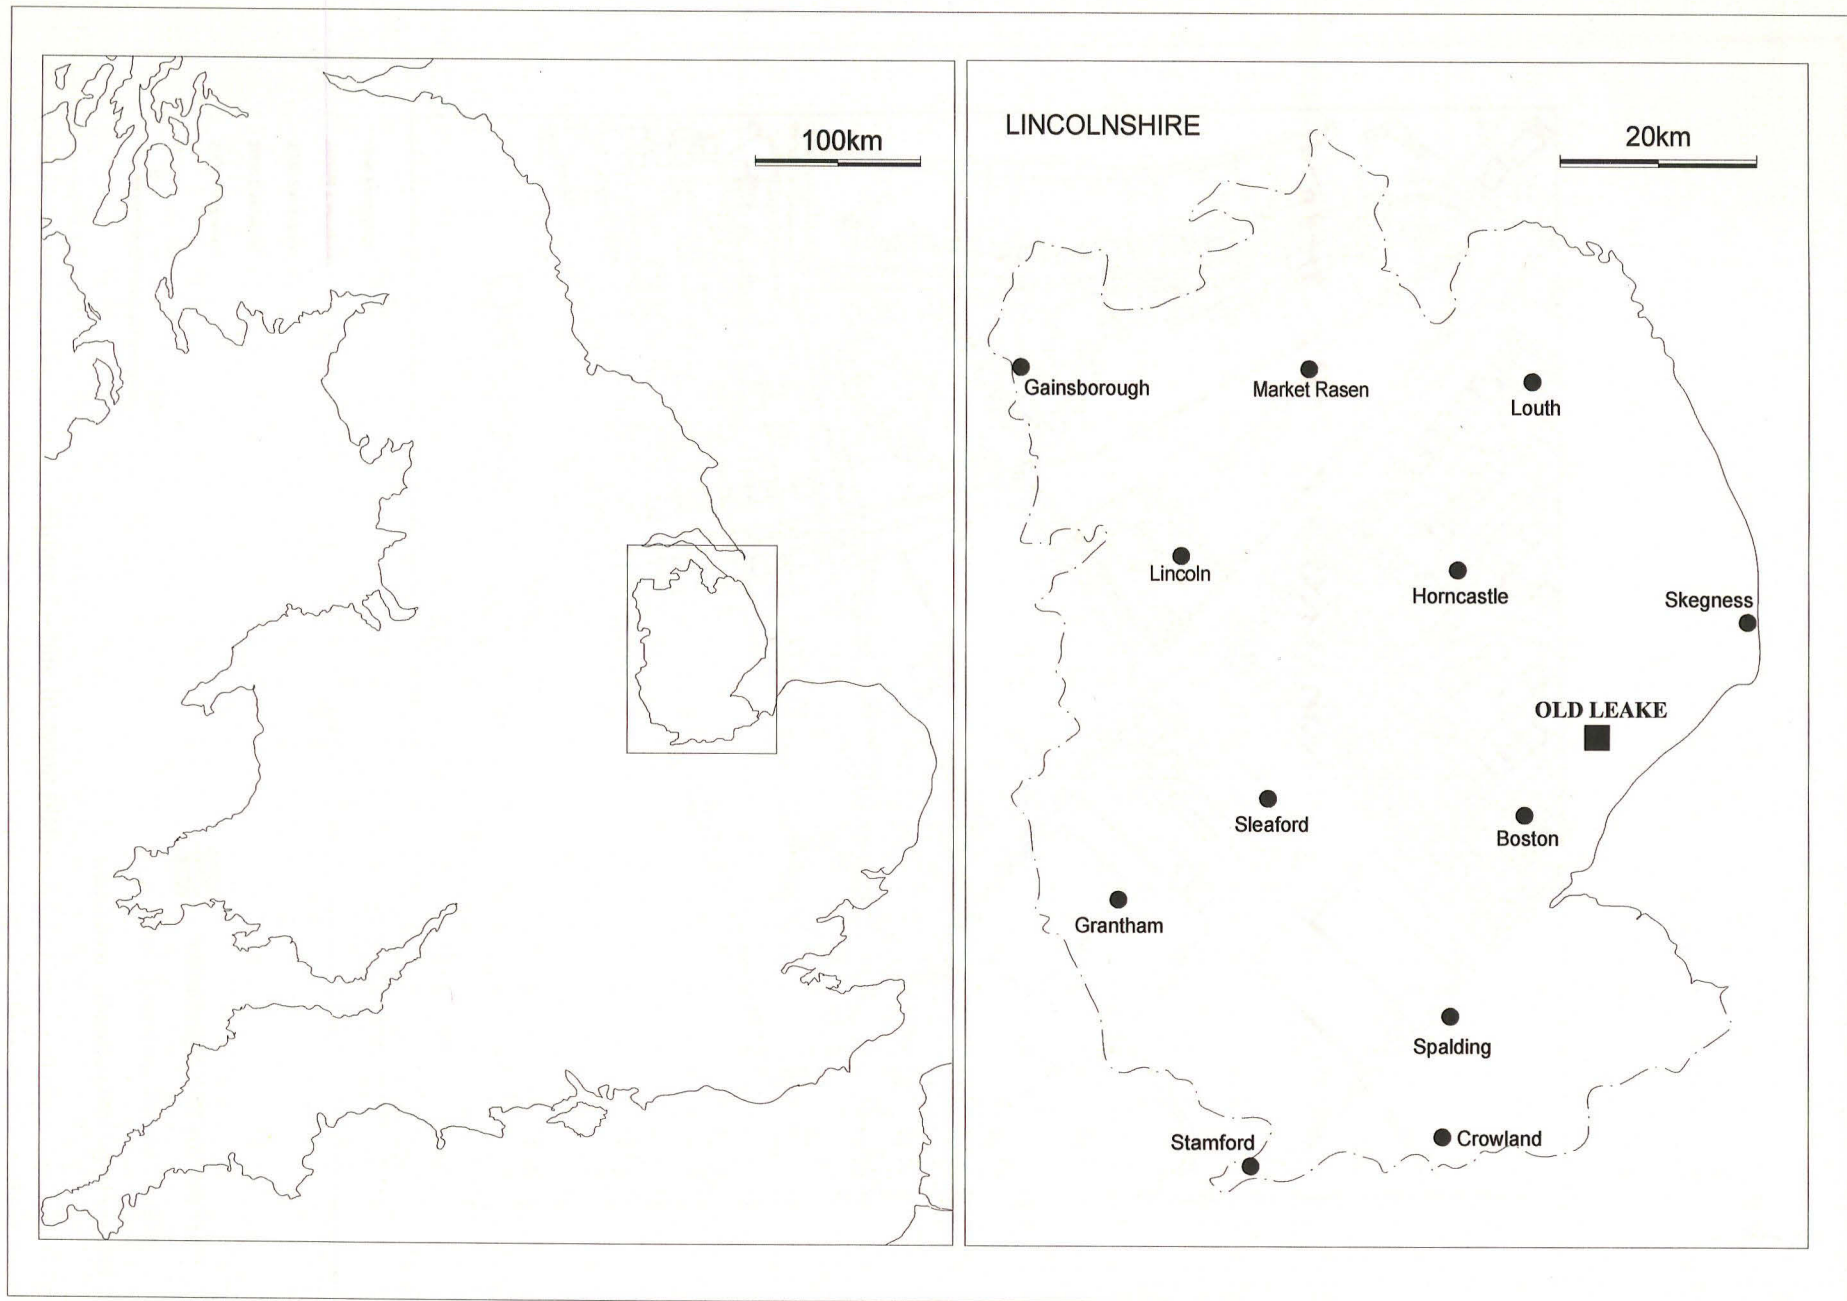 100km
LINCOLNSHIRE
20km
Gainsborough
Market Rasen
Louth
Lincoln
Horncastle
Skegness
OLD LEAKE
Sleaford
Boston
Grantham
Spalding
Stamford
Crowland